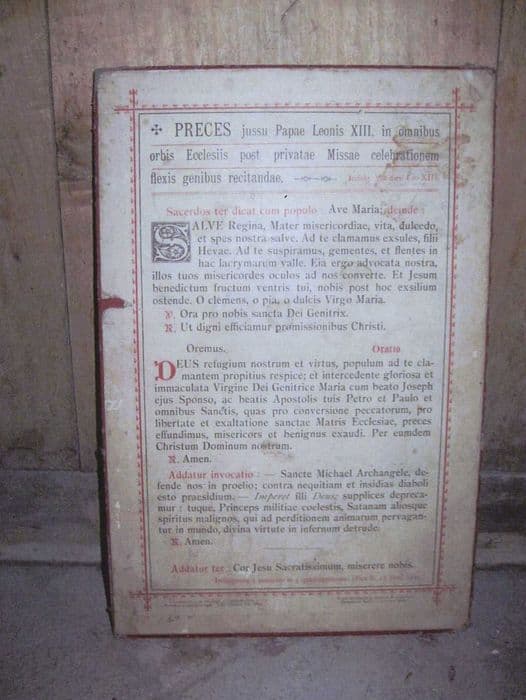 ✠ PRECES jussu Papae Leonis XIII. in omnibus
orbis Ecclesiis post privatae Missae celebrationem
flexis genibus recitandae.
Sacerdos ter dicat cum populo Ave Maria; deinde:
SALVE Regina, Mater misericordiae, vita, dulcedo,
et spes nostra salve. Ad te clamamus exsules, filii
Hevae. Ad te suspiramus, gementes, et flentes in
hac lacrymarum valle. Eia ergo advocata nostra,
illos tuos misericordes oculos ad nos converte. Et Jesum
benedictum fructum ventris tui, nobis post hoc exsilium
ostende. O clemens, o pia, o dulcis Virgo Maria.
℣. Ora pro nobis sancta Dei Genitrix.
℟. Ut digni efficiamur promissionibus Christi.
Oremus. Oratio
DEUS refugium nostrum et virtus, populum ad te cla-
mantem propitius respice; et intercedente gloriosa et
immaculata Virgine Dei Genitrice Maria cum beato Joseph
ejus Sponso, ac beatis Apostolis tuis Petro et Paulo et
omnibus Sanctis, quas pro conversione peccatorum, pro
libertate et exaltatione sanctae Matris Ecclesiae, preces
effundimus, misericors et benignus exaudi. Per eumdem
Christum Dominum nostrum.
℟. Amen.
Addatur invocatio: — Sancte Michael Archangele, de-
fende nos in proelio; contra nequitiam et insidias diaboli
esto praesidium. — Imperet illi Deus; supplices depreca-
mur: tuque, Princeps militiae coelestis, Satanam aliosque
spiritus malignos, qui ad perditionem animarum pervagan-
tur in mundo, divina virtute in infernum detrude.
℟. Amen.
Addatur ter: Cor Jesu Sacratissimum, miserere nobis.